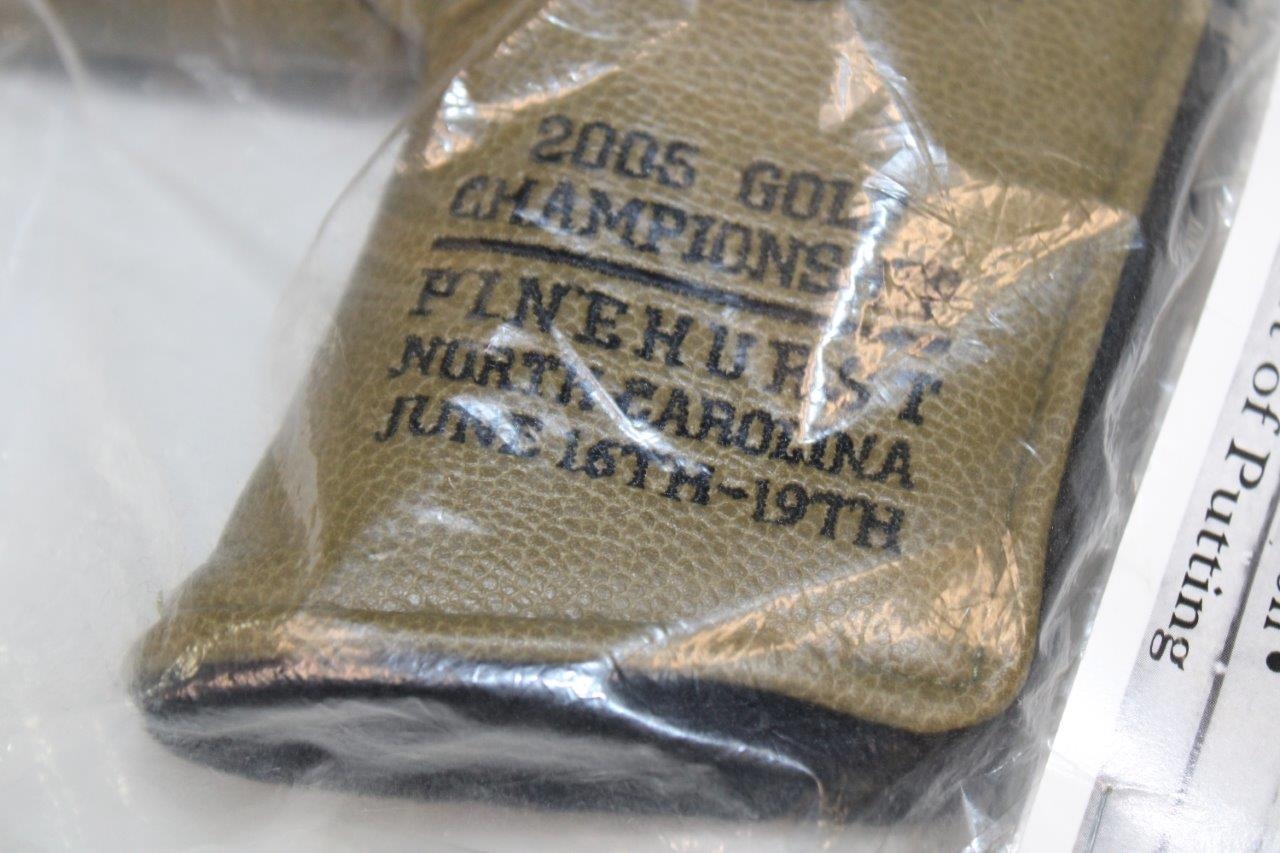 2005 GOL
CHAMPIONS
PINEHURST
NORTH CAROLINA
JUNE 16TH-19TH
of Putting